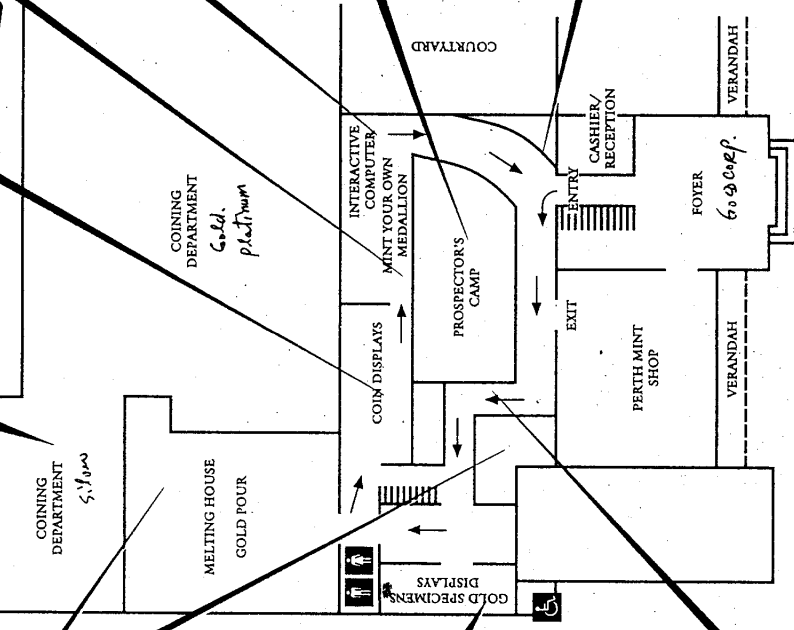 COURTYARD
VERANDAH
CASHIER/
RECEPTION
INTERACTIVE
COMPUTER
MINT YOUR OWN
MEDALLION
ENTRY
FOYER
GOLDCORP.
COINING
DEPARTMENT
Gold.
platinum
PROSPECTOR'S
CAMP
EXIT
COIN DISPLAYS
PERTH MINT
SHOP
VERANDAH
COINING
DEPARTMENT
Silver
MELTING HOUSE
GOLD POUR
GOLD SPECIMENS
DISPLAYS